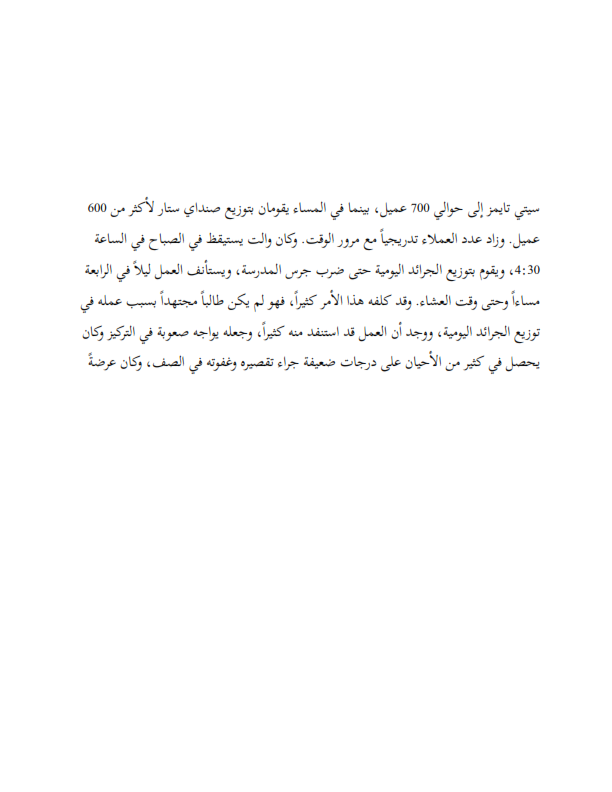 سيتي تايمز إلى حوالي 700 عميل، بينما في المساء يقومان بتوزيع صنداي ستار لأكثر من 600
عميل. وزاد عدد العملاء تدريجياً مع مرور الوقت. وكان والت يستيقظ في الصباح في الساعة
4:30، ويقوم بتوزيع الجرائد اليومية حتى ضرب جرس المدرسة، ويستأنف العمل ليلاً في الرابعة
مساءاً وحتى وقت العشاء. وقد كلفه هذا الأمر كثيراً، فهو لم يكن طالباً مجتهداً بسبب عمله في
توزيع الجرائد اليومية، ووجد أن العمل قد استنفد منه كثيراً، وجعله يواجه صعوبة في التركيز وكان
يحصل في كثير من الأحيان على درجات ضعيفة جراء تقصيره وغفوته في الصف، وكان عرضةً